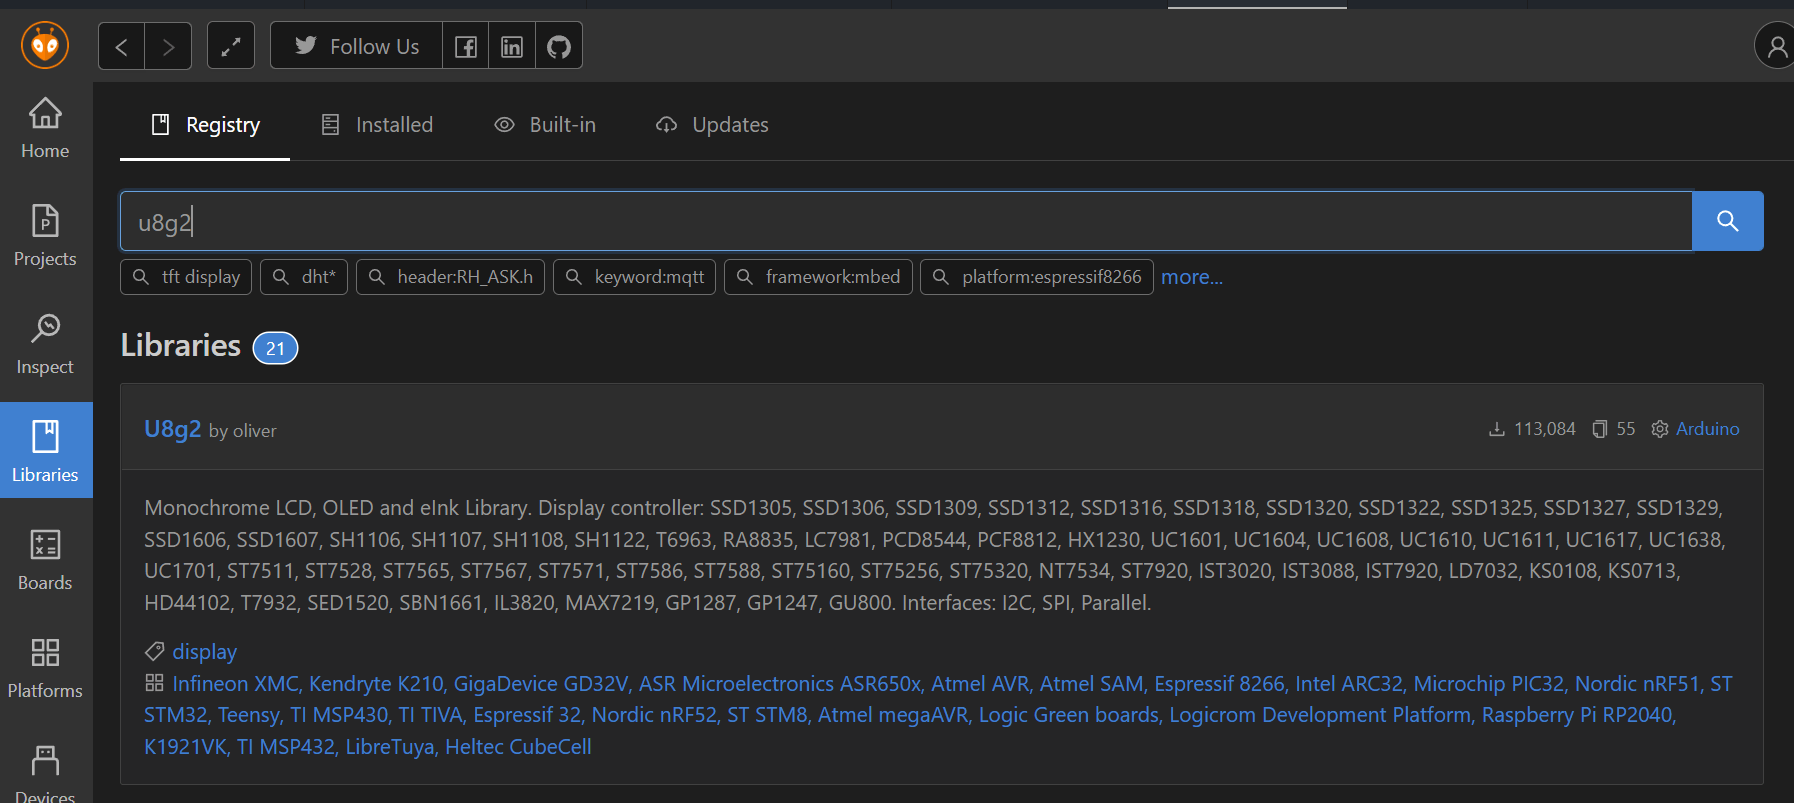 Follow Us
Home
Projects
Inspect
Libraries
Boards
Platforms
Devices
Registry Installed Built-in Updates
u8g2
tft display dht* header:RH_ASK.h keyword:mqtt framework:mbed platform:espressif8266 more...
Libraries 21
U8g2 by oliver 113,084 55 Arduino
Monochrome LCD, OLED and eInk Library. Display controller: SSD1305, SSD1306, SSD1309, SSD1312, SSD1316, SSD1318, SSD1320, SSD1322, SSD1325, SSD1327, SSD1329,
SSD1606, SSD1607, SH1106, SH1107, SH1108, SH1122, T6963, RA8835, LC7981, PCD8544, PCF8812, HX1230, UC1601, UC1604, UC1608, UC1610, UC1611, UC1617, UC1638,
UC1701, ST7511, ST7528, ST7565, ST7567, ST7571, ST7586, ST7588, ST75160, ST75256, ST75320, NT7534, ST7920, IST3020, IST3088, IST7920, LD7032, KS0108, KS0713,
HD44102, T7932, SED1520, SBN1661, IL3820, MAX7219, GP1287, GP1247, GU800. Interfaces: I2C, SPI, Parallel.
display
Infineon XMC, Kendryte K210, GigaDevice GD32V, ASR Microelectronics ASR650x, Atmel AVR, Atmel SAM, Espressif 8266, Intel ARC32, Microchip PIC32, Nordic nRF51, ST
STM32, Teensy, TI MSP430, TI TIVA, Espressif 32, Nordic nRF52, ST STM8, Atmel megaAVR, Logic Green boards, Logicrom Development Platform, Raspberry Pi RP2040,
K1921VK, TI MSP432, LibreTuya, Heltec CubeCell